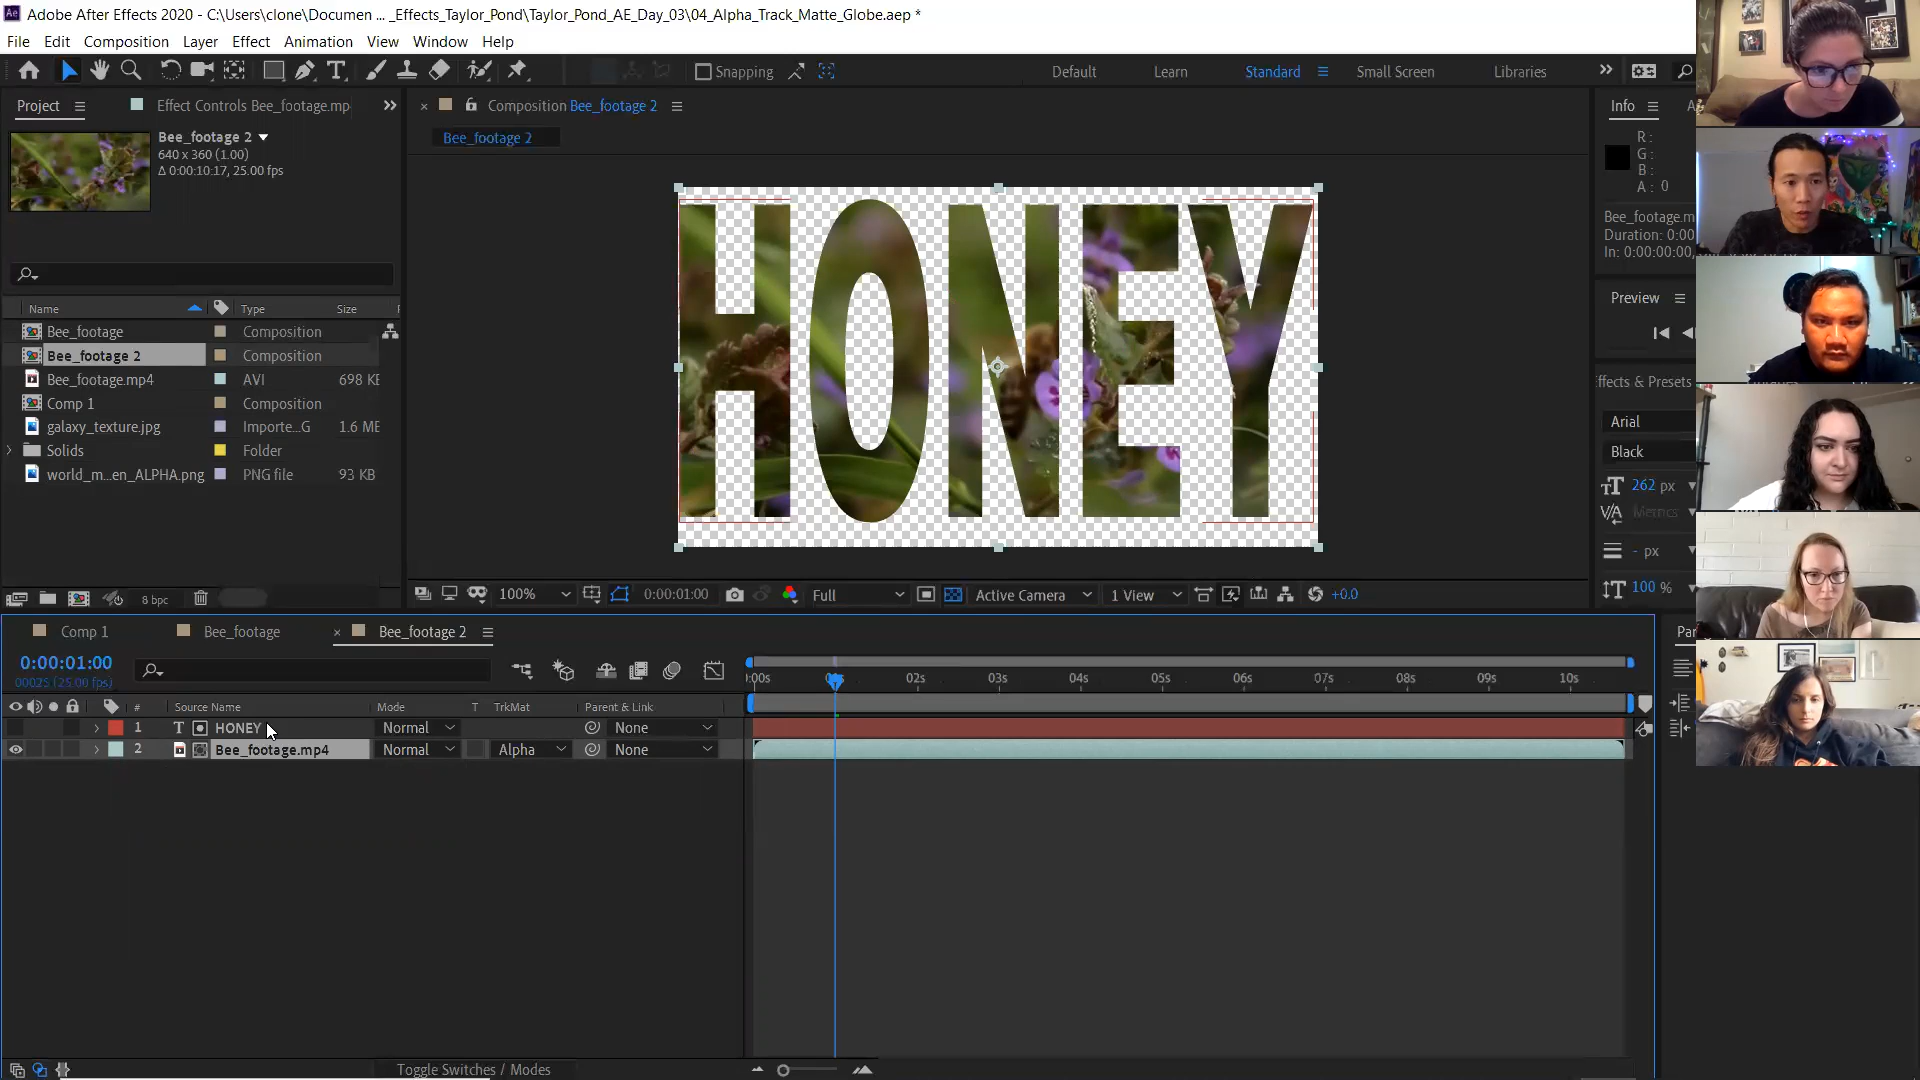 Adobe After Effects 2020 - C:\Users\clone\Documen ... _Effects_Taylor_Pond\Taylor_Pond_AE_Day_03\04_Alpha_Track_Matte_Globe.aep *
File Edit Composition Layer Effect Animation View Window Help
Snapping Default Learn Standard Small Screen Libraries
Project Effect Controls Bee_footage.mp
Composition Bee_footage 2
Info
Bee_footage 2
640 x 360 (1.00)
Δ 0:00:10:17, 25.00 fps
Bee_footage 2
R :
G :
B :
A : 0
Bee_footage.m
Duration: 0:00
In: 0:00:00:00,
HONEY
Preview
Name Type Size
Bee_footage Composition
Bee_footage 2 Composition
Bee_footage.mp4 AVI 698 KE
Comp 1 Composition
galaxy_texture.jpg Importe...G 1.6 ME
Solids Folder
world_m...en_ALPHA.png PNG file 93 KB
ffects & Presets
Arial
Black
262 px
Metrics
- px
100 %
8 bpc
100% 0:00:01:00 Full Active Camera 1 View +0.0
Comp 1 Bee_footage Bee_footage 2
Par
0:00:01:00
00025 (25.00 fps)
:00s 02s 03s 04s 05s 06s 07s 08s 09s 10s
# Source Name Mode T TrkMat Parent & Link
1 T HONEY Normal None
2 Bee_footage.mp4 Normal Alpha None
Toggle Switches / Modes